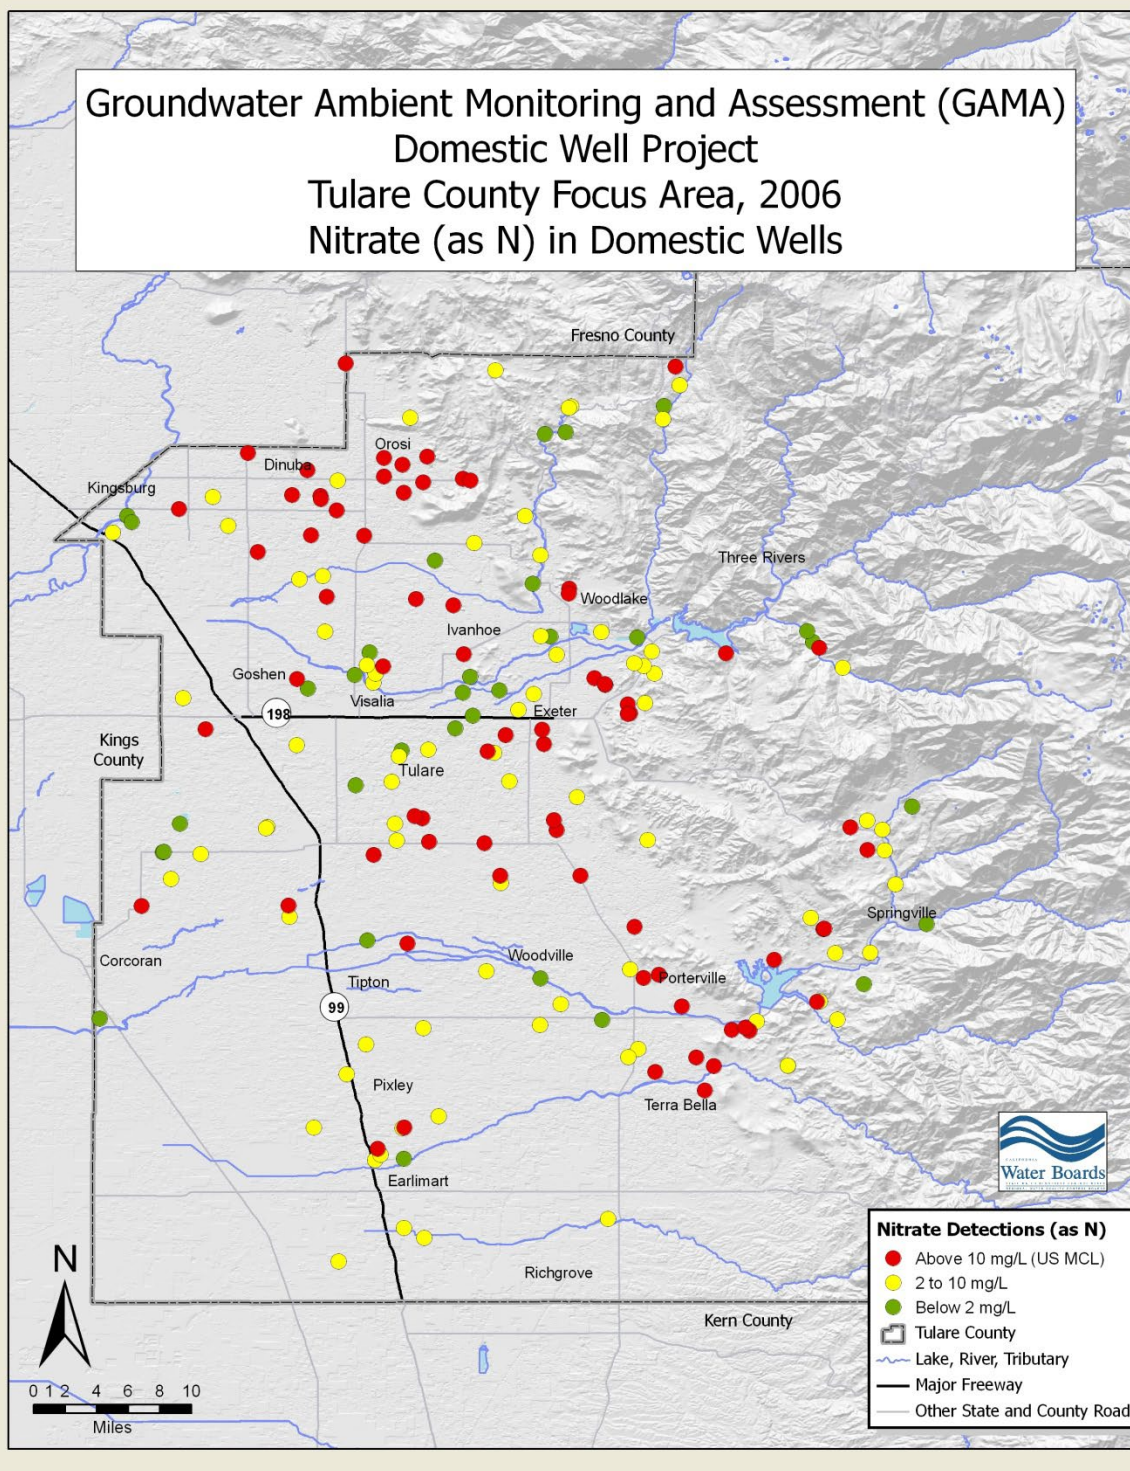 Groundwater Ambient Monitoring and Assessment (GAMA)
Domestic Well Project
Tulare County Focus Area, 2006
Nitrate (as N) in Domestic Wells
Fresno County
Orosi
Dinuba
Kingsburg
Three Rivers
Woodlake
Ivanhoe
Goshen
Visalia
198
Exeter
Kings
County
Tulare
Springville
Corcoran
Woodville
Tipton
Porterville
99
Pixley
Terra Bella
Earlimart
CALIFORNIA
Water Boards
Richgrove
Kern County
N
0 1 2 4 6 8 10
Miles
Nitrate Detections (as N)
Above 10 mg/L (US MCL)
2 to 10 mg/L
Below 2 mg/L
Tulare County
Lake, River, Tributary
Major Freeway
Other State and County Road